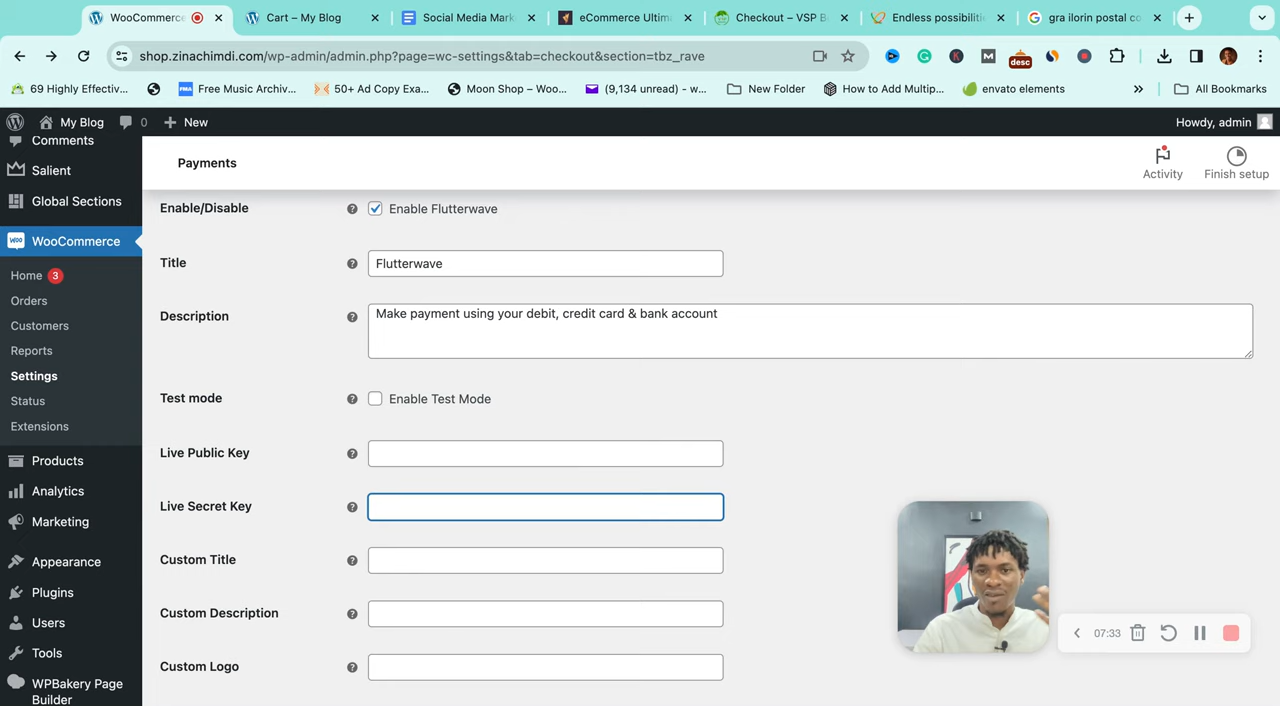 WooCommerce
Cart – My Blog
Social Media Mark
eCommerce Ultim
Checkout – VSP B
Endless possibiliti
gra ilorin postal co
shop.zinachimdi.com/wp-admin/admin.php?page=wc-settings&tab=checkout&section=tbz_rave
desc
69 Highly Effectiv...
Free Music Archiv...
50+ Ad Copy Exa...
Moon Shop – Woo...
(9,134 unread) - w...
New Folder
How to Add Multip...
envato elements
»
All Bookmarks
My Blog
0
New
Howdy, admin
Comments
Salient
Global Sections
WooCommerce
Home 3
Orders
Customers
Reports
Settings
Status
Extensions
Products
Analytics
Marketing
Appearance
Plugins
Users
Tools
WPBakery Page
Builder
Payments
Activity
Finish setup
Enable/Disable
Enable Flutterwave
Title
Flutterwave
Description
Make payment using your debit, credit card & bank account
Test mode
Enable Test Mode
Live Public Key
Live Secret Key
Custom Title
Custom Description
Custom Logo
07:33